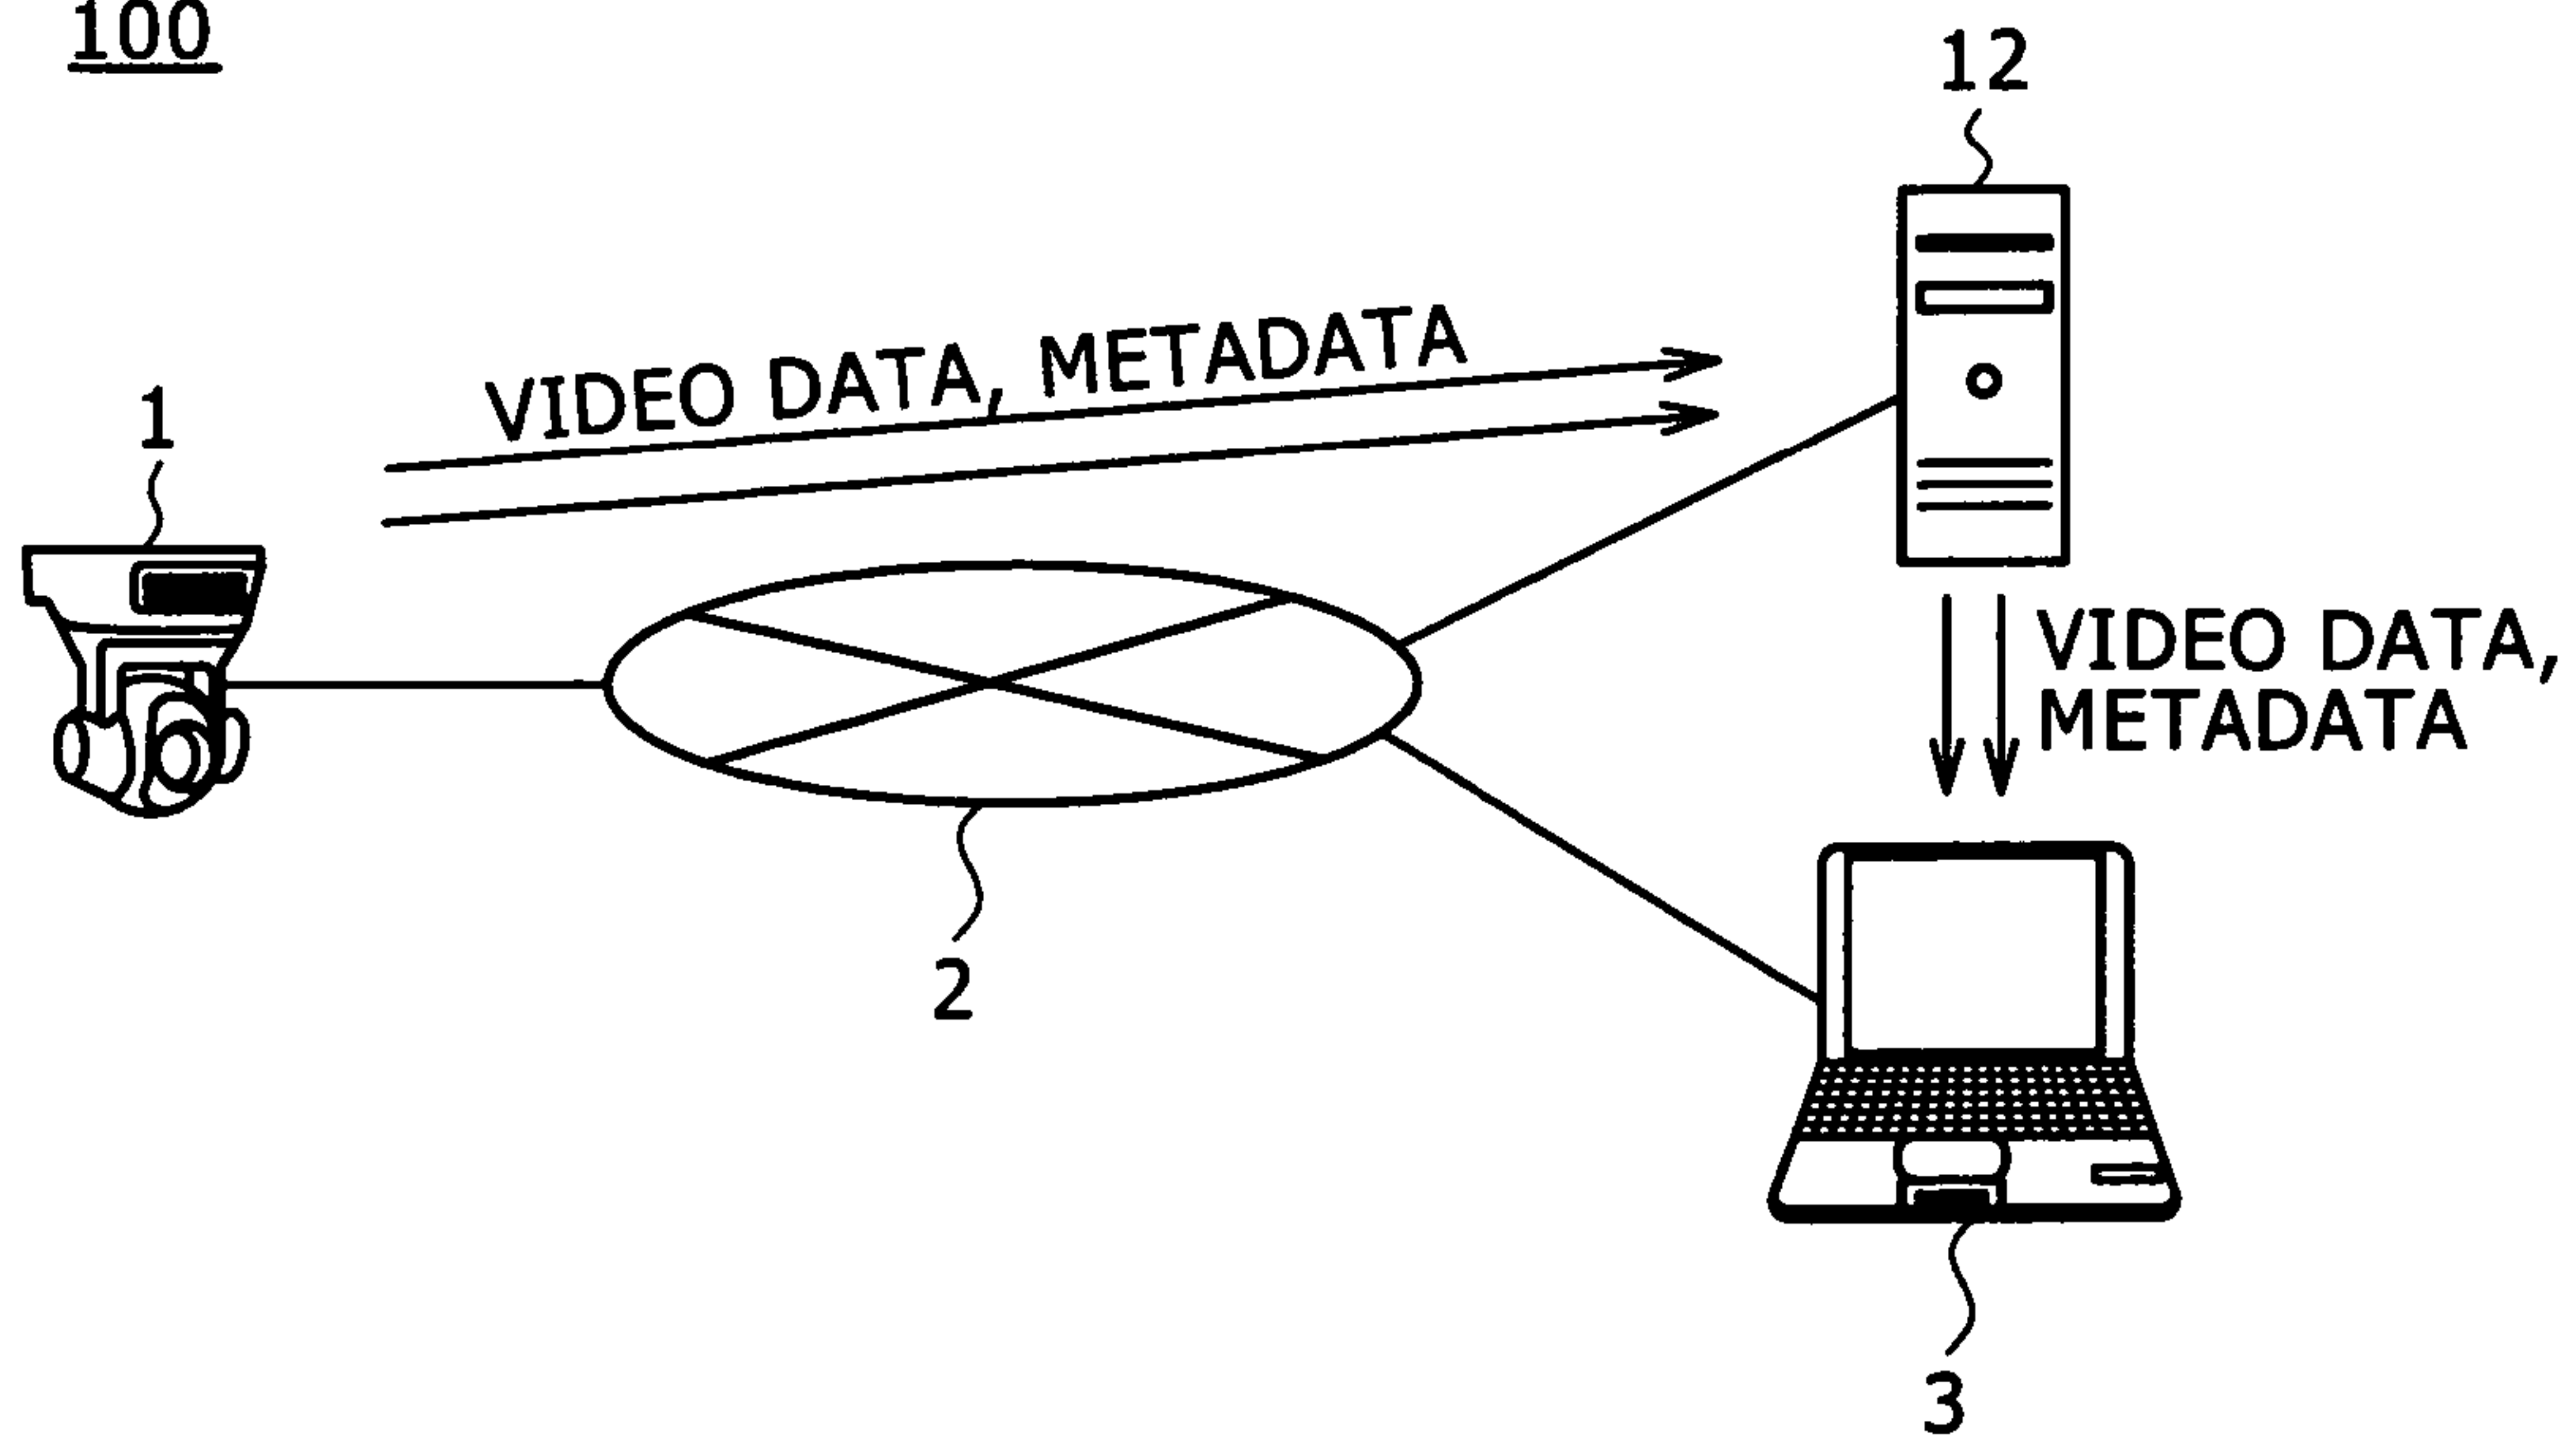 100
12
VIDEO DATA, METADATA
1
VIDEO DATA,
METADATA
2
3